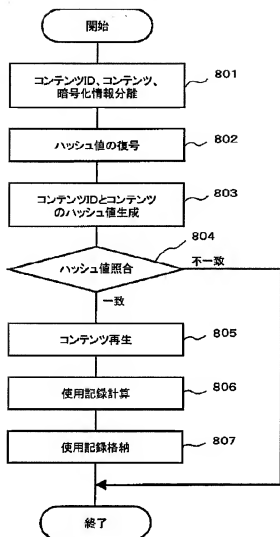 開始
コンテンツID、コンテンツ、
暗号化情報分離
801
ハッシュ値の復号
802
コンテンツIDとコンテンツ
のハッシュ値生成
803
ハッシュ値照合
804
不一致
一致
コンテンツ再生
805
使用記録計算
806
使用記録格納
807
終了